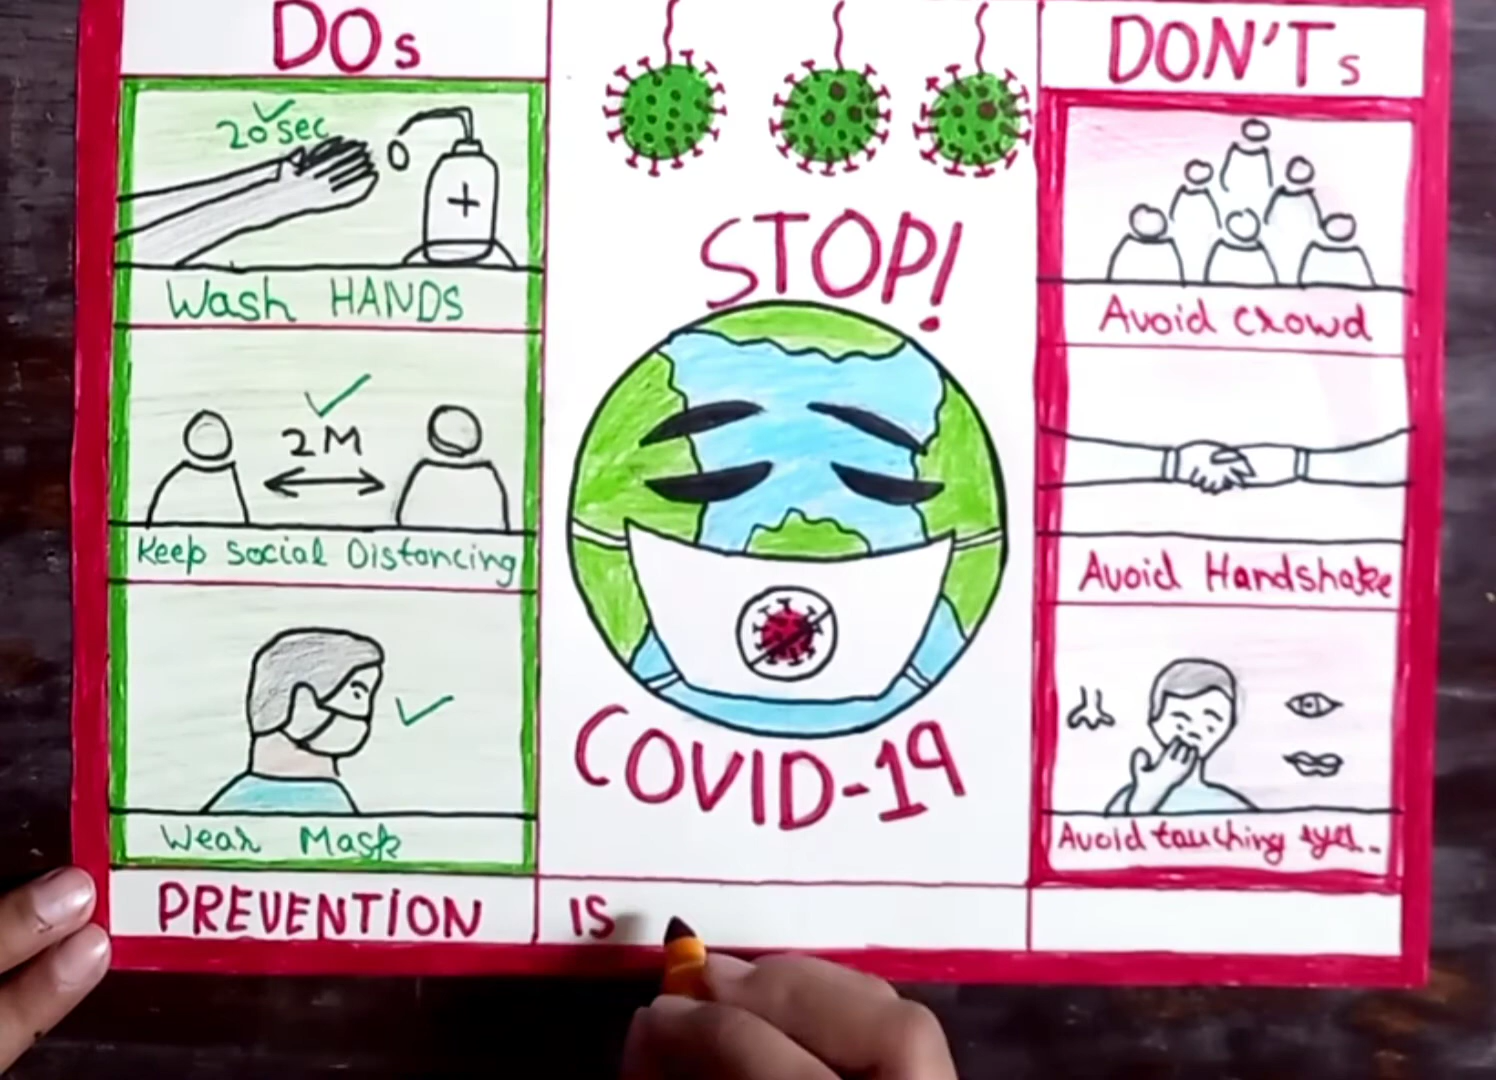 DOs
20 sec
Wash HANDS
2M
Keep Social Distancing
Wear Mask
STOP!
COVID-19
DON'Ts
Avoid crowd
Avoid Handshake
Avoid touching eyes..
PREVENTION IS